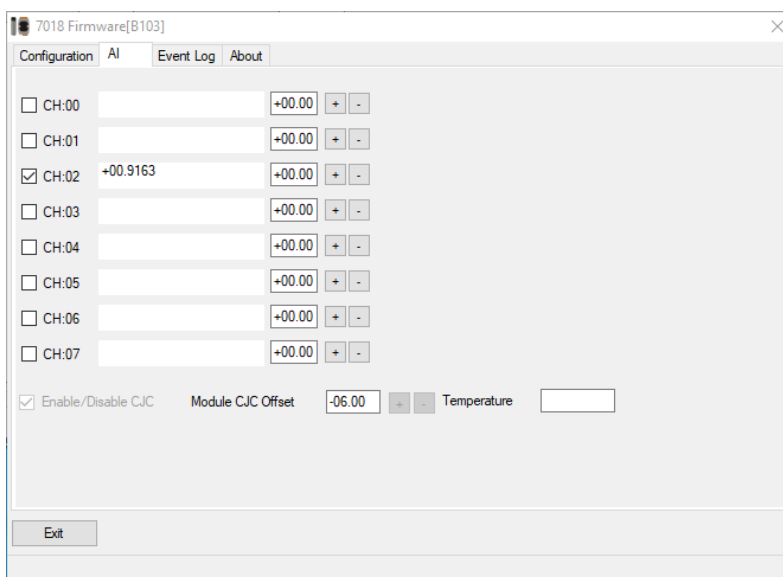 7018 Firmware[B103]
Configuration AI Event Log About
CH:00 +00.00 + -
CH:01 +00.00 + -
CH:02 +00.9163 +00.00 + -
CH:03 +00.00 + -
CH:04 +00.00 + -
CH:05 +00.00 + -
CH:06 +00.00 + -
CH:07 +00.00 + -
Enable/Disable CJC Module CJC Offset -06.00 + - Temperature
Exit